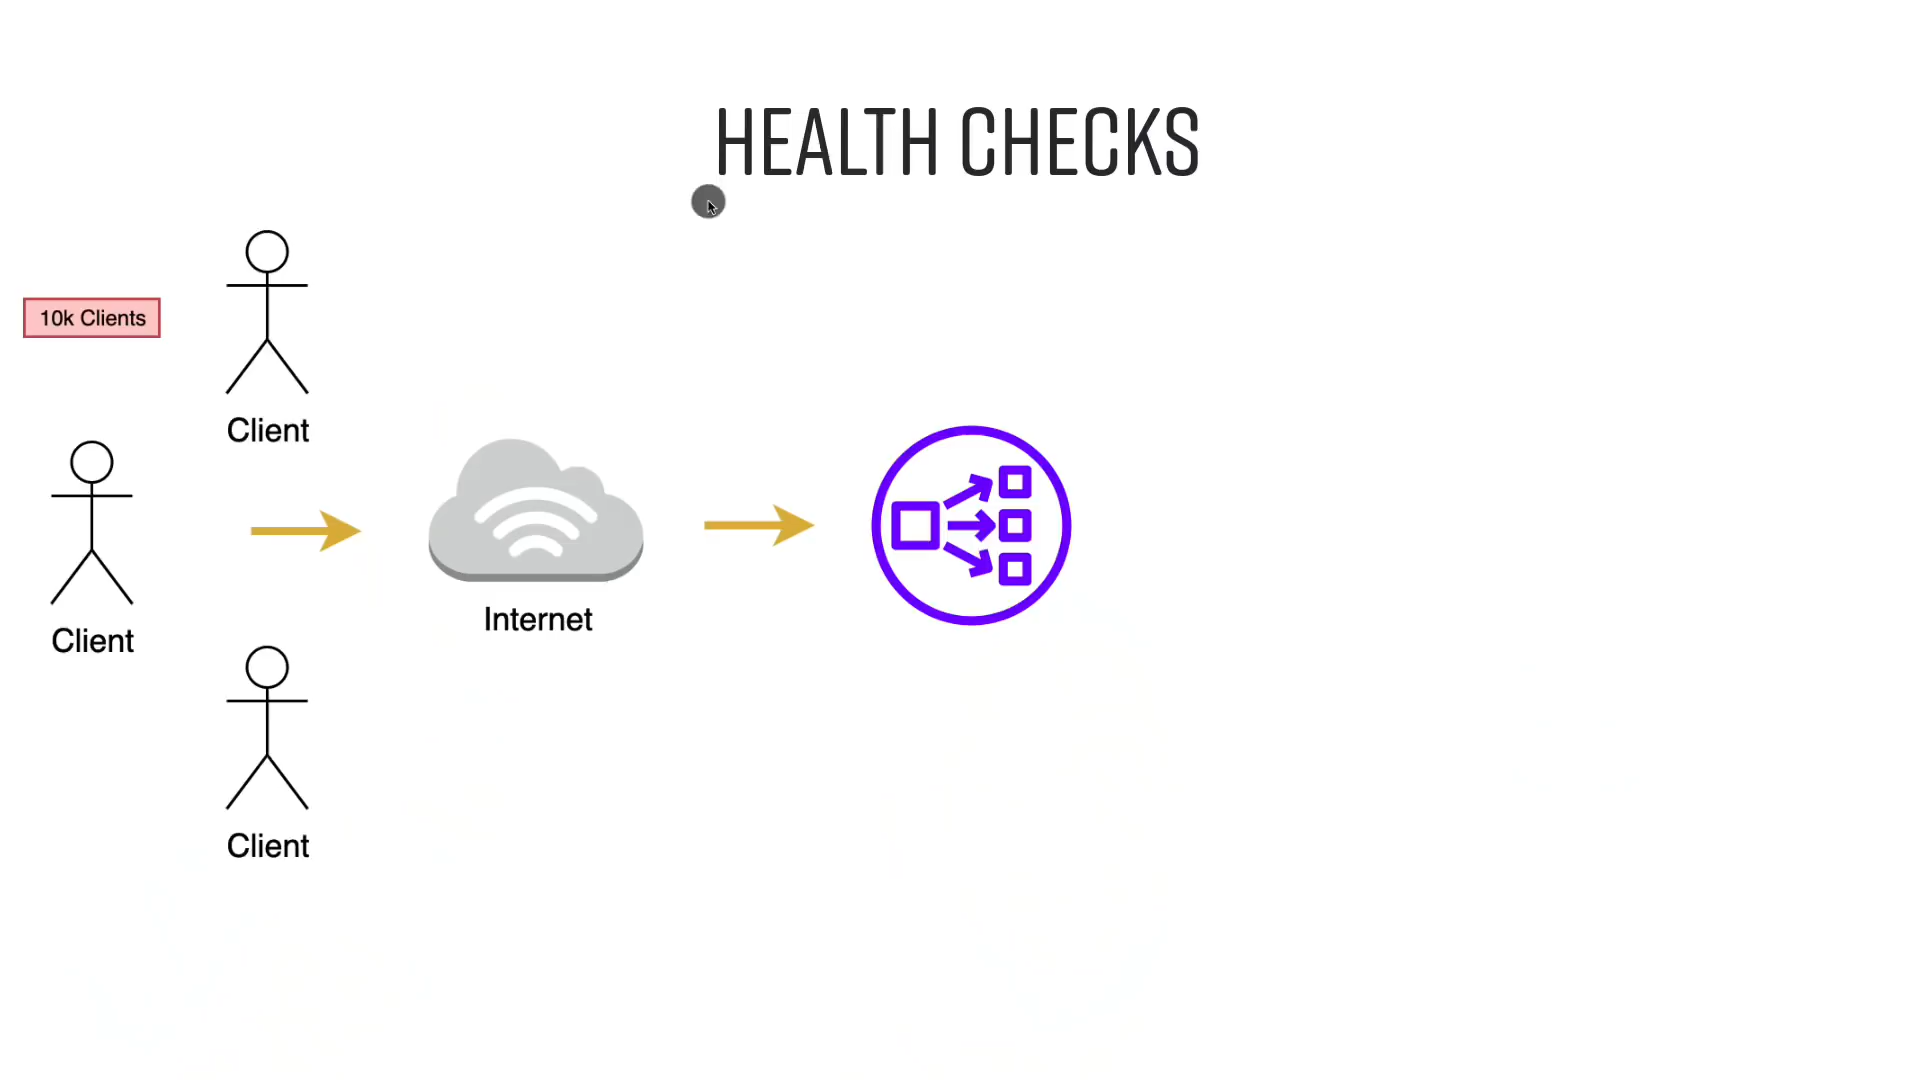 HEALTH CHECKS
10k Clients
Client
Client
Internet
Client